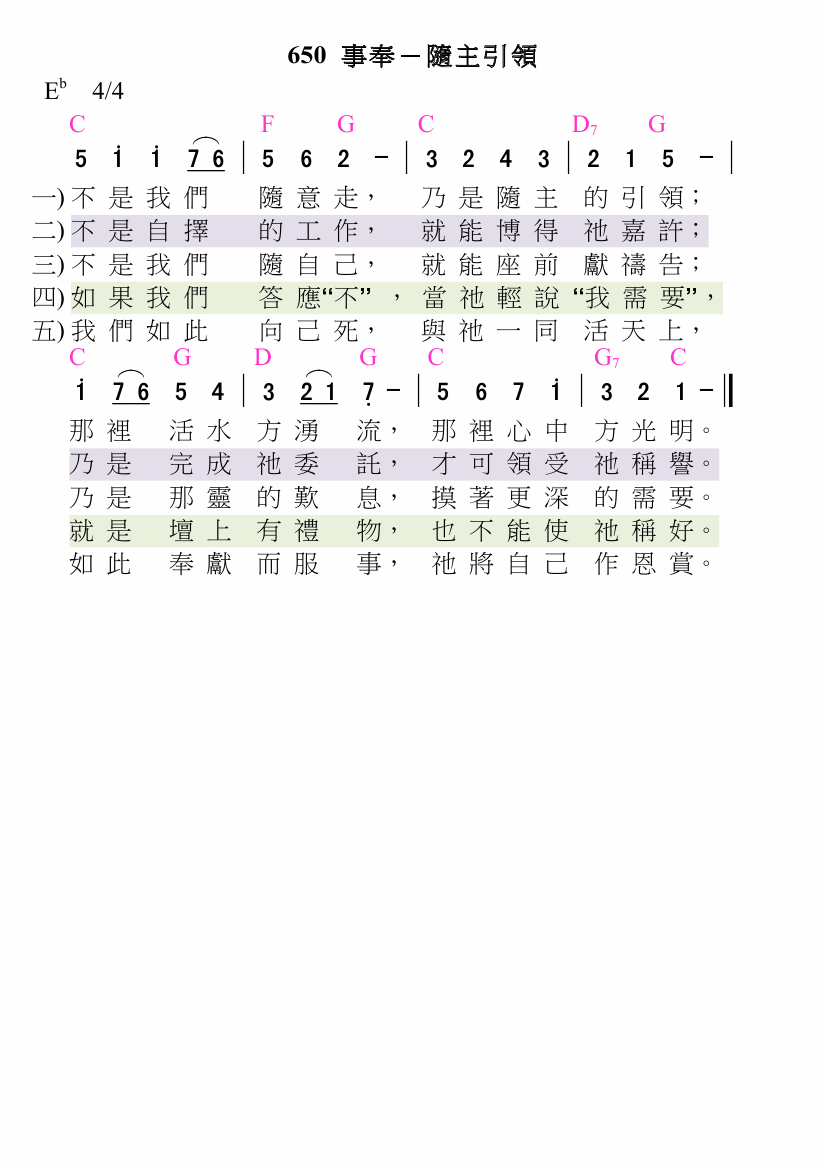 650 事奉－隨主引領
E♭ 4/4
C F G C D₇ G
5 1̇ 1̇ 7 6 | 5 6 2 － | 3 2 4 3 | 2 1 5 － |
一) 不是我們 隨意走， 乃是隨主 的引領；
二) 不是自擇 的工作， 就能博得 祂嘉許；
三) 不是我們 隨自己， 就能座前 獻禱告；
四) 如果我們 答應“不”， 當祂輕說 “我需要”，
五) 我們如此 向己死， 與祂一同 活天上，
C G D G C G₇ C
1̇ 7 6 5 4 | 3 2 1 7̣ － | 5 6 7 1̇ | 3 2 1 － ‖
那裡 活水 方湧 流， 那裡心中 方光明。
乃是 完成 祂委 託， 才可領受 祂稱譽。
乃是 那靈 的歎 息， 摸著更深 的需要。
就是 壇上 有禮 物， 也不能使 祂稱好。
如此 奉獻 而服 事， 祂將自己 作恩賞。